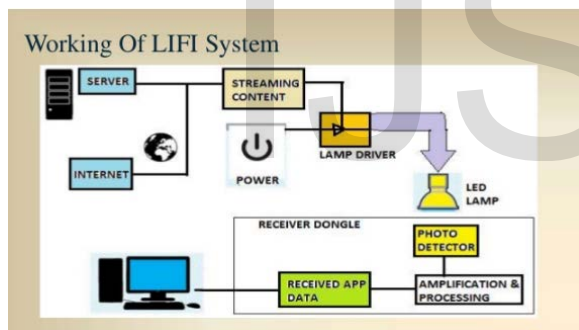 Working Of LIFI System
SERVER
STREAMING
CONTENT
LAMP DRIVER
POWER
INTERNET
LED
LAMP
RECEIVER DONGLE
PHOTO
DETECTOR
RECEIVED APP
DATA
AMPLIFICATION &
PROCESSING